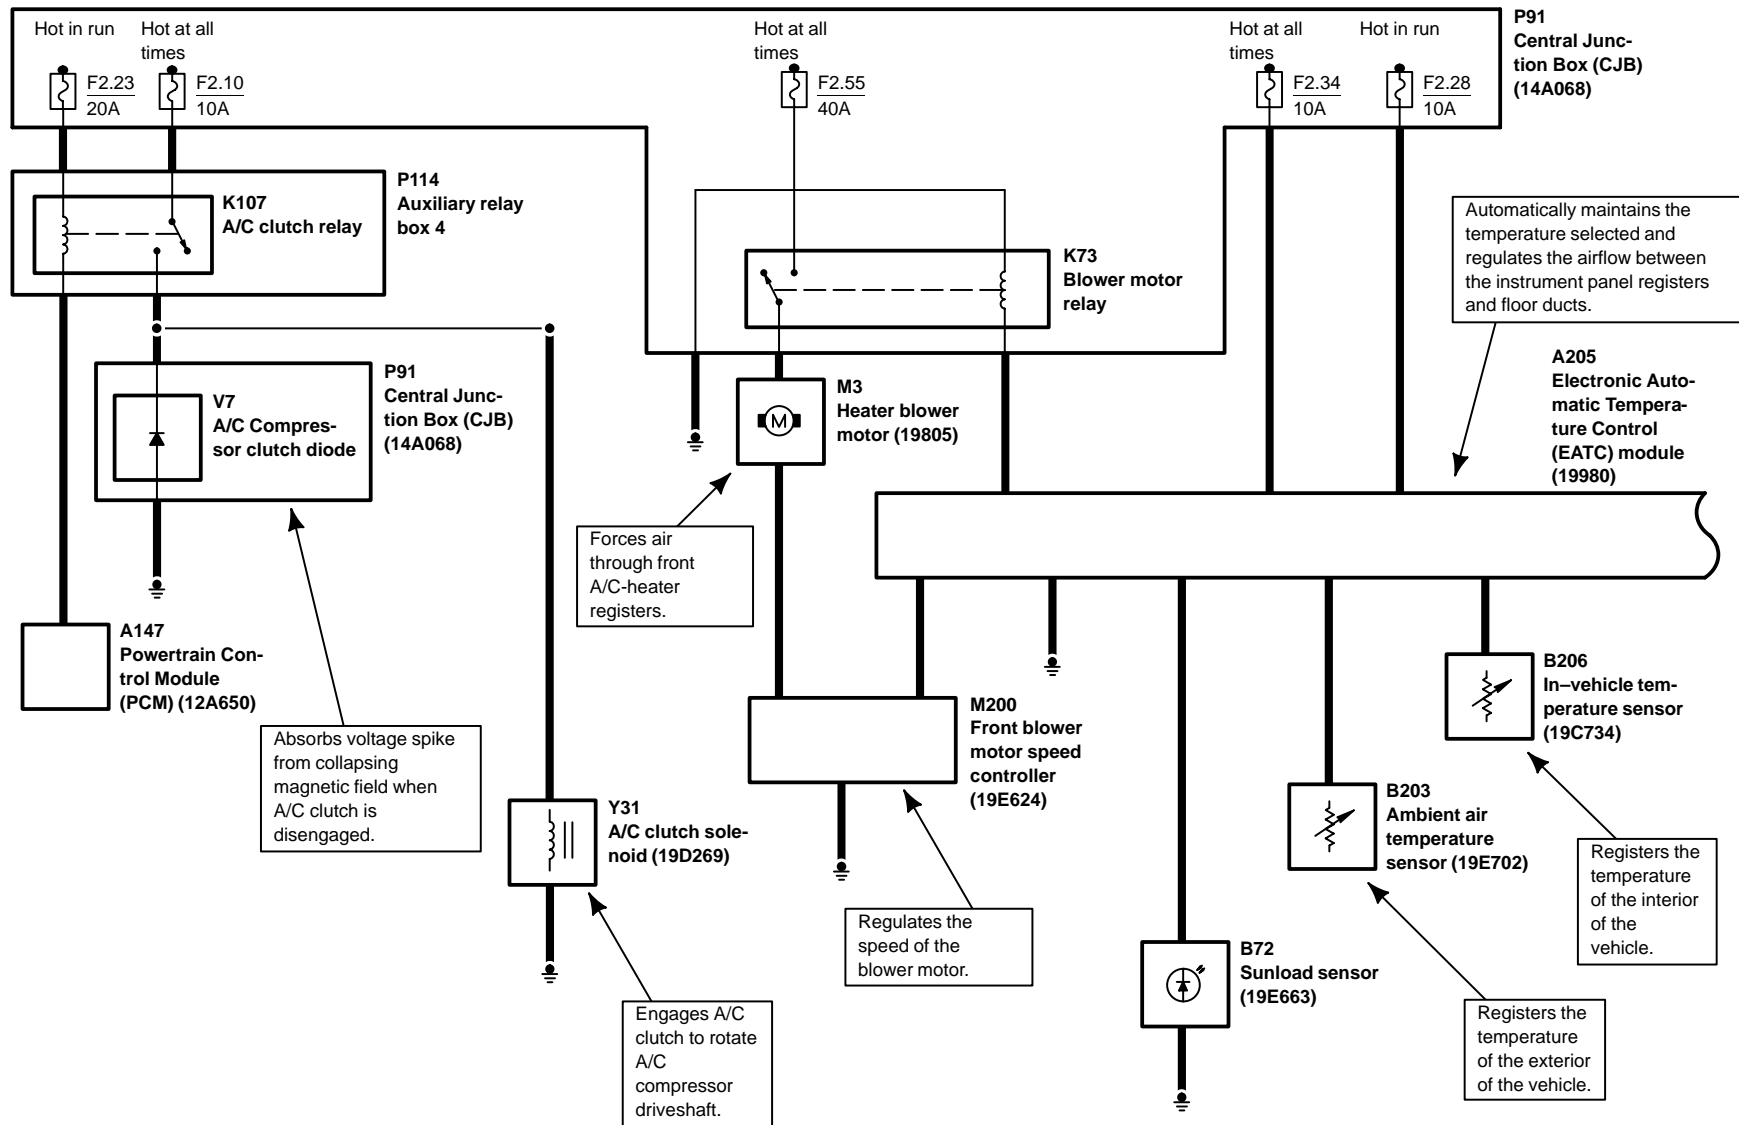 Hot in run
Hot at all
times
Hot at all
times
Hot at all
times
Hot in run
F2.23
20A
F2.10
10A
F2.55
40A
F2.34
10A
F2.28
10A
P91
Central Junc-
tion Box (CJB)
(14A068)
K107
A/C clutch relay
P114
Auxiliary relay
box 4
K73
Blower motor
relay
Automatically maintains the
temperature selected and
regulates the airflow between
the instrument panel registers
and floor ducts.
V7
A/C Compres-
sor clutch diode
P91
Central Junc-
tion Box (CJB)
(14A068)
M
M3
Heater blower
motor (19805)
A205
Electronic Auto-
matic Tempera-
ture Control
(EATC) module
(19980)
Forces air
through front
A/C-heater
registers.
A147
Powertrain Con-
trol Module
(PCM) (12A650)
Absorbs voltage spike
from collapsing
magnetic field when
A/C clutch is
disengaged.
Y31
A/C clutch sole-
noid (19D269)
M200
Front blower
motor speed
controller
(19E624)
B206
In–vehicle tem-
perature sensor
(19C734)
B203
Ambient air
temperature
sensor (19E702)
Registers the
temperature
of the interior
of the
vehicle.
Regulates the
speed of the
blower motor.
B72
Sunload sensor
(19E663)
Engages A/C
clutch to rotate
A/C
compressor
driveshaft.
Registers the
temperature
of the exterior
of the vehicle.